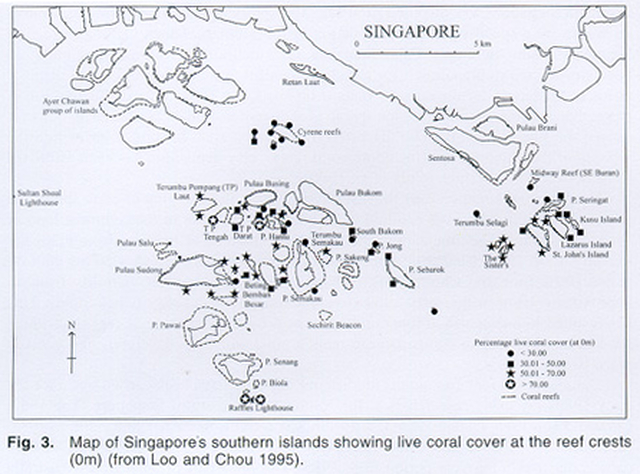 SINGAPORE
0 5 km
Retan Laut
Ayer Chawan
group of islands
Cyrene reefs
Pulau Brani
Sentosa
Midway Reef (SE Buran)
Sultan Shoal
Lighthouse
Terumbu Pempang (TP)
Laut
Pulau Busing
Pulau Bukom
P. Seringat
Kusu Island
Terumbu Selagi
T P
Tengah
T P
Darat
P. Hantu
Terumbu
Semakau
South Bukom
P. Jong
Lazarus Island
St. John's Island
The
Sister's
Pulau Salu
Pulau Sudong
P. Sakeng
P. Sebarok
Beting
Bemban
Besar
P. Semakau
P. Pawai
Sechirit Beacon
N
P. Senang
P. Biola
Raffles Lighthouse
Percentage live coral cover (at 0m)
< 30.00
30.01 - 50.00
50.01 - 70.00
> 70.00
Coral reefs
Fig. 3. Map of Singapore's southern islands showing live coral cover at the reef crests
(0m) (from Loo and Chou 1995).